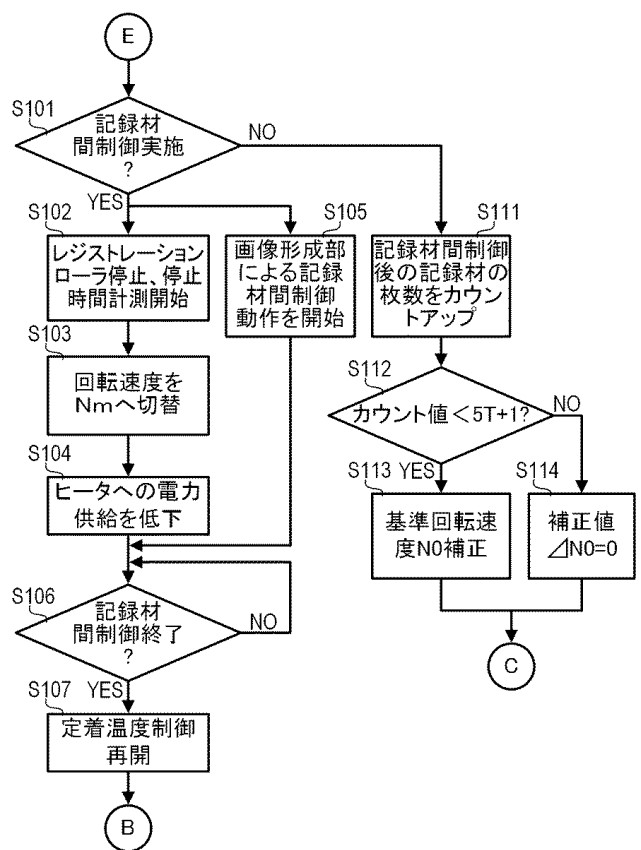 E
S101
記録材
間制御実施
?
NO
YES
S102
レジストレーション
ローラ停止、停止
時間計測開始
S105
画像形成部
による記録
材間制御
動作を開始
S111
記録材間制御
後の記録材の
枚数をカウン
トアップ
S103
回転速度を
Nmへ切替
S112
カウント値<5T+1?
NO
YES
S104
ヒータへの電力
供給を低下
S113
基準回転速
度N0補正
S114
補正値
⊿N0=0
S106
記録材
間制御終了
?
NO
YES
C
S107
定着温度制御
再開
B